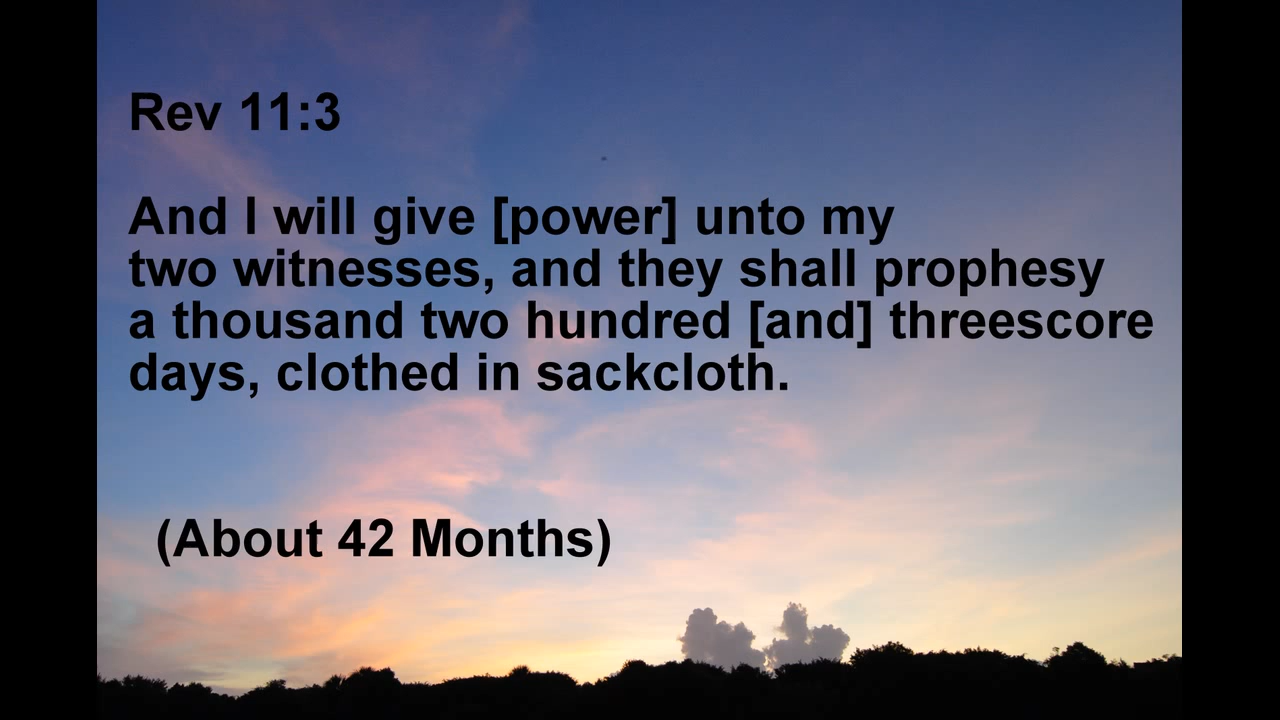 Rev 11:3
And I will give [power] unto my
two witnesses, and they shall prophesy
a thousand two hundred [and] threescore
days, clothed in sackcloth.
(About 42 Months)